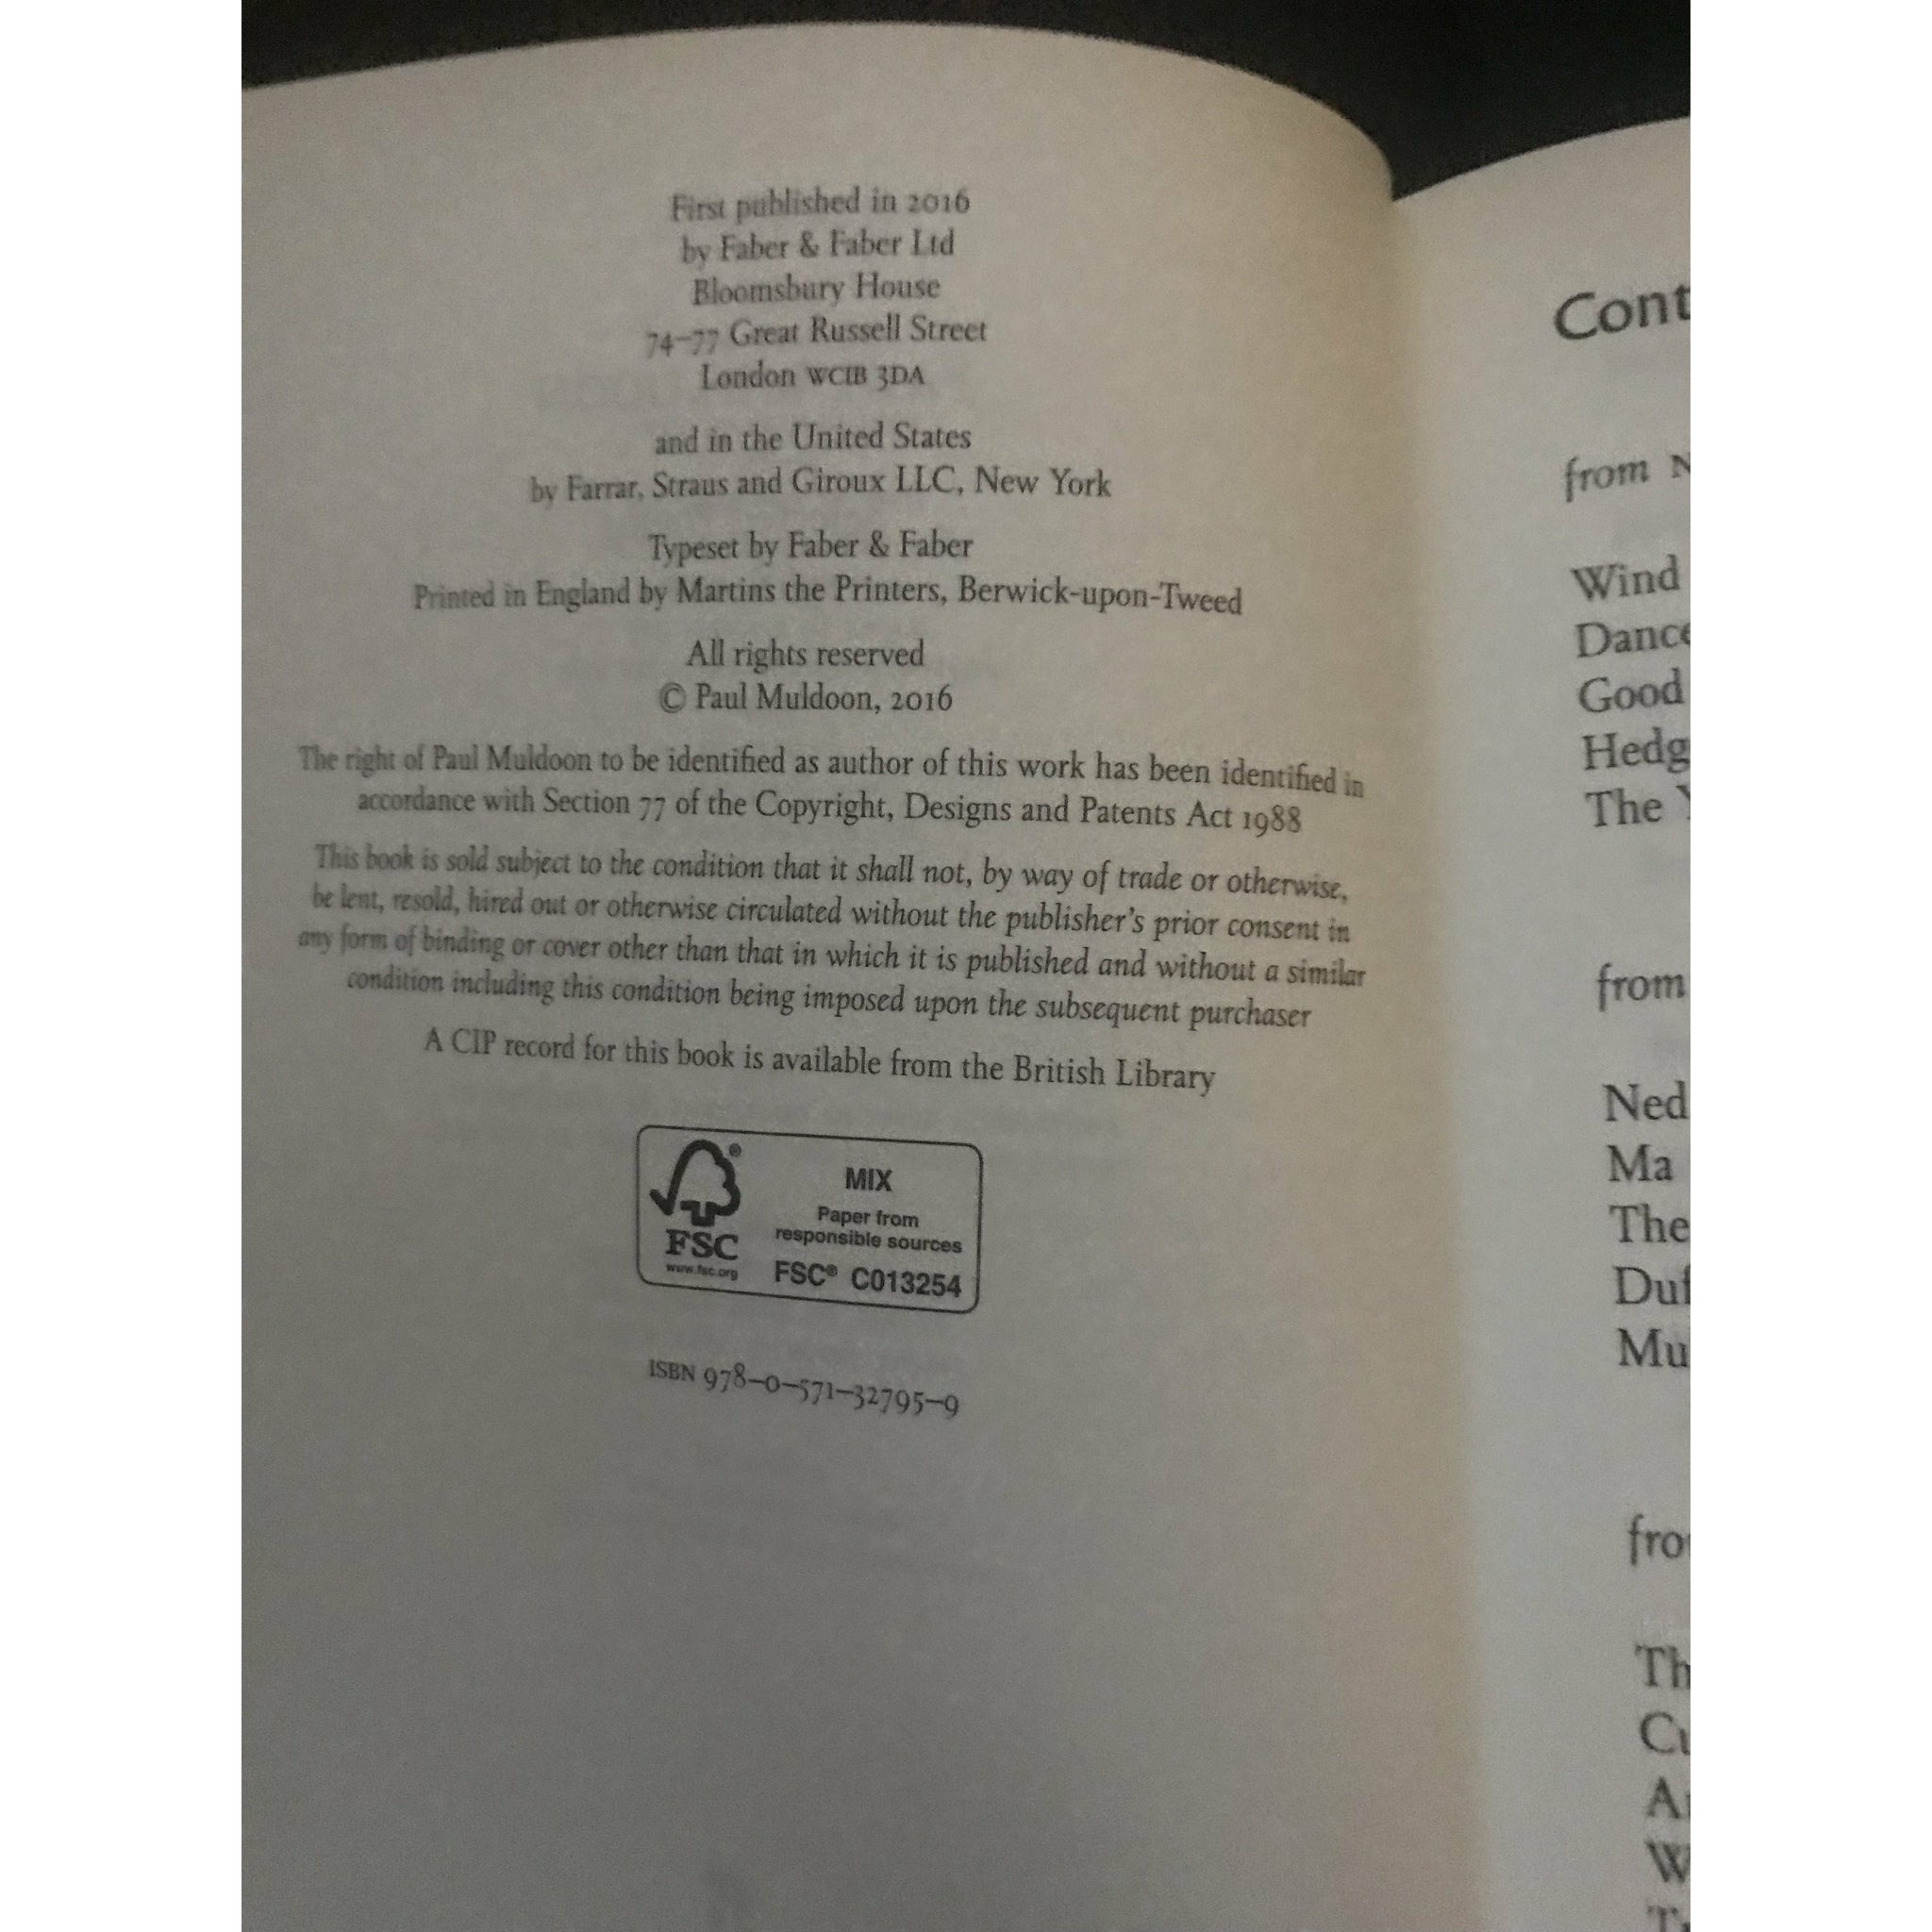 First published in 2016
by Faber & Faber Ltd
Bloomsbury House
74–77 Great Russell Street
London WC1B 3DA
and in the United States
by Farrar, Straus and Giroux LLC, New York
Typeset by Faber & Faber
Printed in England by Martins the Printers, Berwick-upon-Tweed
All rights reserved
© Paul Muldoon, 2016
The right of Paul Muldoon to be identified as author of this work has been identified in
accordance with Section 77 of the Copyright, Designs and Patents Act 1988
This book is sold subject to the condition that it shall not, by way of trade or otherwise,
be lent, resold, hired out or otherwise circulated without the publisher's prior consent in
any form of binding or cover other than that in which it is published and without a similar
condition including this condition being imposed upon the subsequent purchaser
A CIP record for this book is available from the British Library
FSC
www.fsc.org
MIX
Paper from
responsible sources
FSC® C013254
ISBN 978–0–571–32795–9
Cont
from N
Wind
Dance
Good
Hedg
The
from
Ned
Ma
The
Duf
Mu
fro
Th
Cu
W